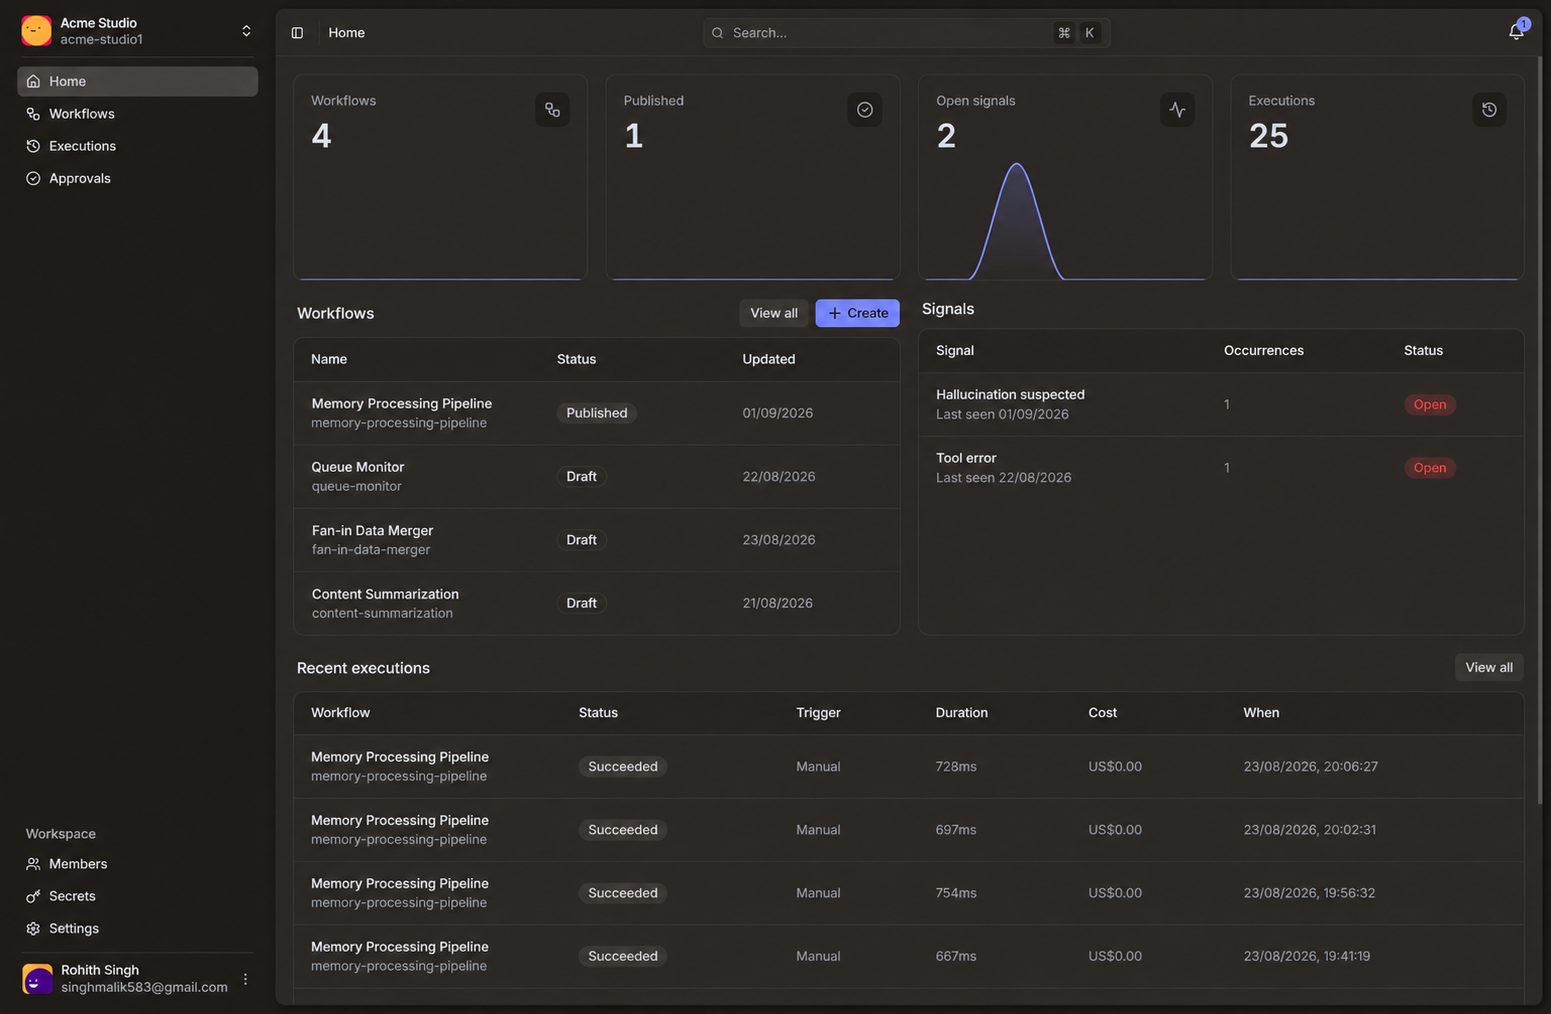 Acme Studio
acme-studio1
Home
Workflows
Executions
Approvals
Workspace
Members
Secrets
Settings
Rohith Singh
singhmalik583@gmail.com
Home
Search...
⌘ K
1
Workflows
4
Published
1
Open signals
2
Executions
25
Workflows
View all
+ Create
Name Status Updated
Memory Processing Pipeline
memory-processing-pipeline
Published
01/09/2026
Queue Monitor
queue-monitor
Draft
22/08/2026
Fan-in Data Merger
fan-in-data-merger
Draft
23/08/2026
Content Summarization
content-summarization
Draft
21/08/2026
Signals
Signal Occurrences Status
Hallucination suspected
Last seen 01/09/2026
1
Open
Tool error
Last seen 22/08/2026
1
Open
Recent executions
View all
Workflow Status Trigger Duration Cost When
Memory Processing Pipeline
memory-processing-pipeline
Succeeded Manual 728ms US$0.00 23/08/2026, 20:06:27
Memory Processing Pipeline
memory-processing-pipeline
Succeeded Manual 697ms US$0.00 23/08/2026, 20:02:31
Memory Processing Pipeline
memory-processing-pipeline
Succeeded Manual 754ms US$0.00 23/08/2026, 19:56:32
Memory Processing Pipeline
memory-processing-pipeline
Succeeded Manual 667ms US$0.00 23/08/2026, 19:41:19